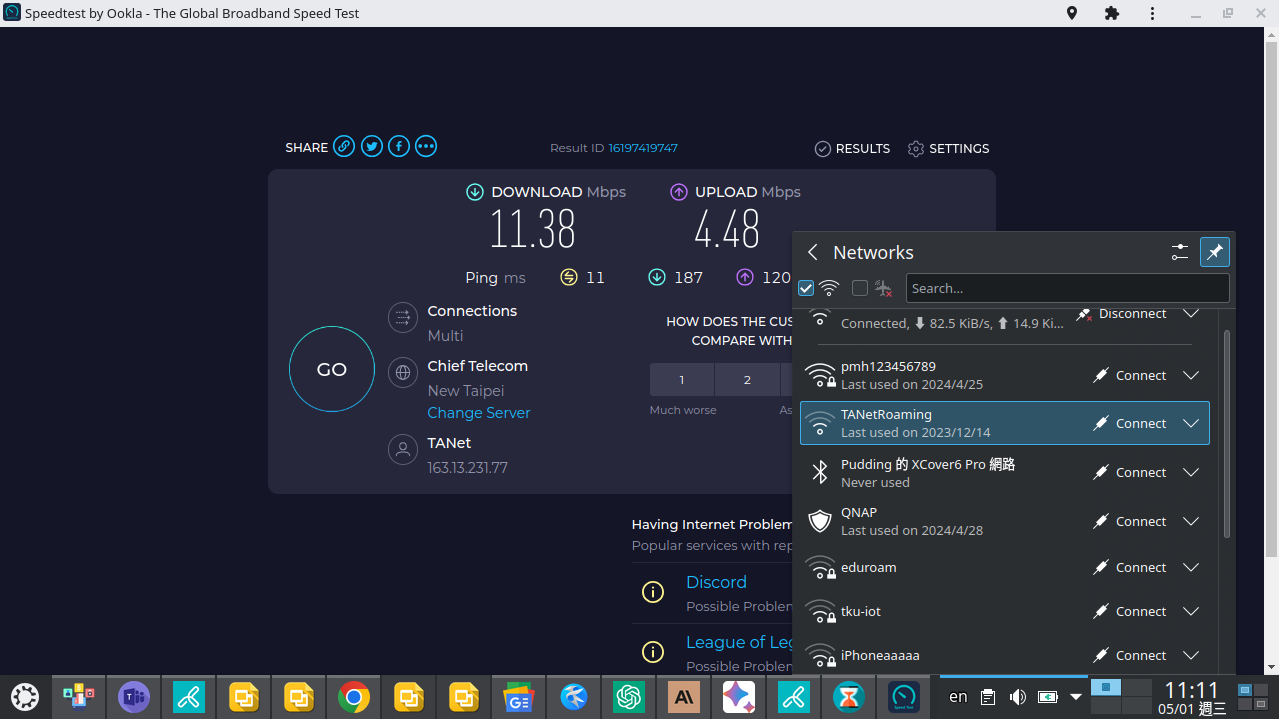 Speedtest by Ookla - The Global Broadband Speed Test
SHARE
Result ID 16197419747
RESULTS
SETTINGS
DOWNLOAD Mbps
UPLOAD Mbps
11.38
4.48
Ping ms
11
187
120
Connections
Multi
GO
Chief Telecom
New Taipei
Change Server
TANet
163.13.231.77
HOW DOES THE CUS
COMPARE WITH
1
2
Much worse
As
Having Internet Problem
Popular services with rep
Discord
Possible Problem
League of Leg
Possible Problem
Networks
Search...
Connected, 82.5 KiB/s, 14.9 Ki...
Disconnect
pmh123456789
Last used on 2024/4/25
Connect
TANetRoaming
Last used on 2023/12/14
Connect
Pudding 的 XCover6 Pro 網路
Never used
Connect
QNAP
Last used on 2024/4/28
Connect
eduroam
Connect
tku-iot
Connect
iPhoneaaaaa
Connect
en
11:11
05/01 週三